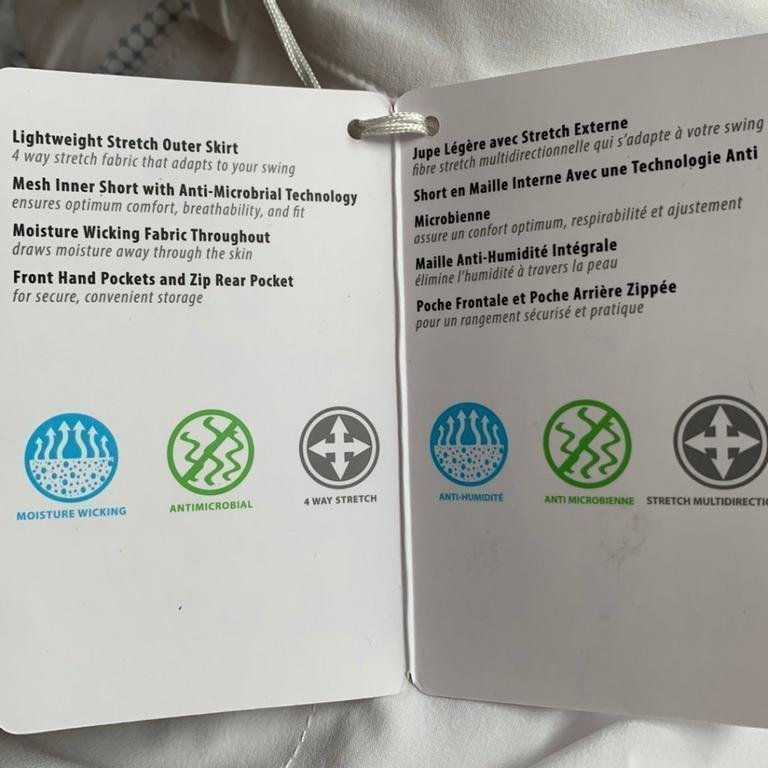 Lightweight Stretch Outer Skirt
4 way stretch fabric that adapts to your swing
Mesh Inner Short with Anti-Microbrial Technology
ensures optimum comfort, breathability, and fit
Moisture Wicking Fabric Throughout
draws moisture away through the skin
Front Hand Pockets and Zip Rear Pocket
for secure, convenient storage
MOISTURE WICKING
ANTIMICROBIAL
4 WAY STRETCH
Jupe Légère avec Stretch Externe
fibre stretch multidirectionnelle qui s'adapte à votre swing
Short en Maille Interne Avec une Technologie Anti
Microbienne
assure un confort optimum, respirabilité et ajustement
Maille Anti-Humidité Intégrale
élimine l'humidité à travers la peau
Poche Frontale et Poche Arrière Zippée
pour un rangement sécurisé et pratique
ANTI-HUMIDITÉ
ANTI MICROBIENNE
STRETCH MULTIDIRECTIO